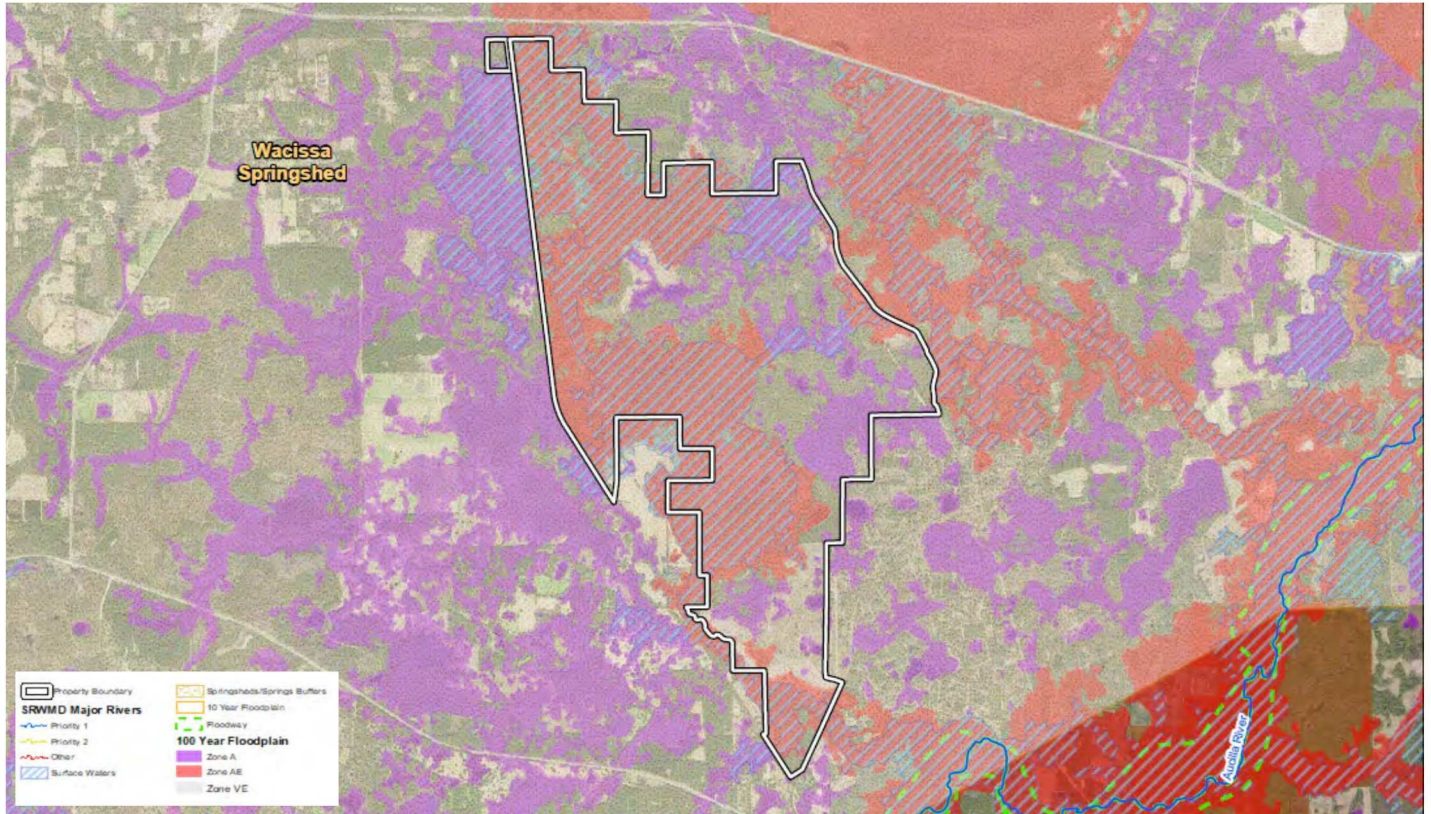 Wacissa
Springshed
Aucilla River
Property Boundary
SRWMD Major Rivers
Priority 1
Priority 2
Other
Surface Waters
Springsheds/Springs Buffers
10 Year Floodplain
Floodway
100 Year Floodplain
Zone A
Zone AE
Zone VE